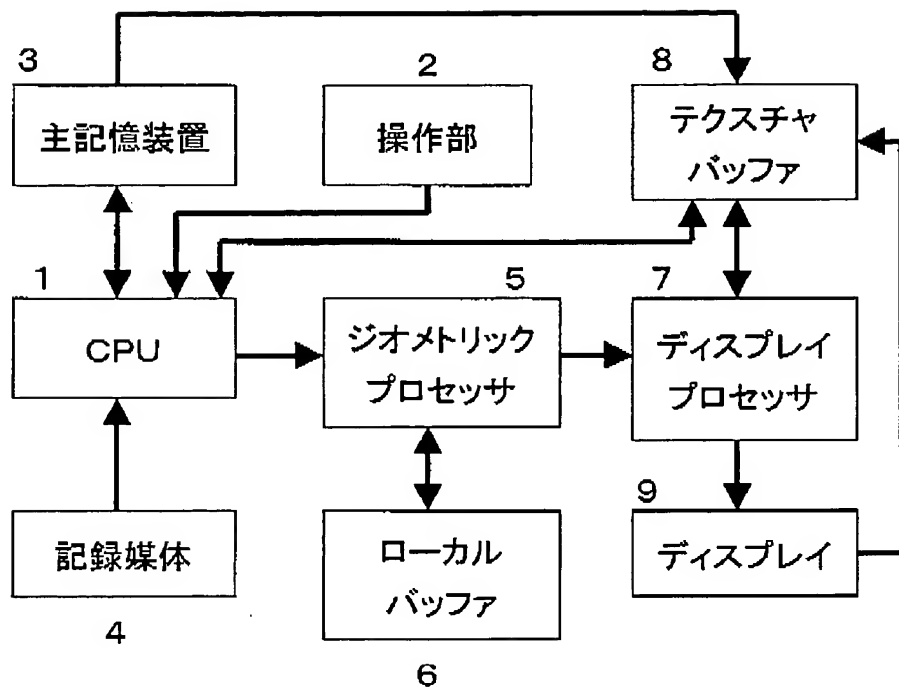 3
主記憶装置
2
操作部
8
テクスチャ
バッファ
1
CPU
5
ジオメトリック
プロセッサ
7
ディスプレイ
プロセッサ
記録媒体
4
ローカル
バッファ
6
9
ディスプレイ